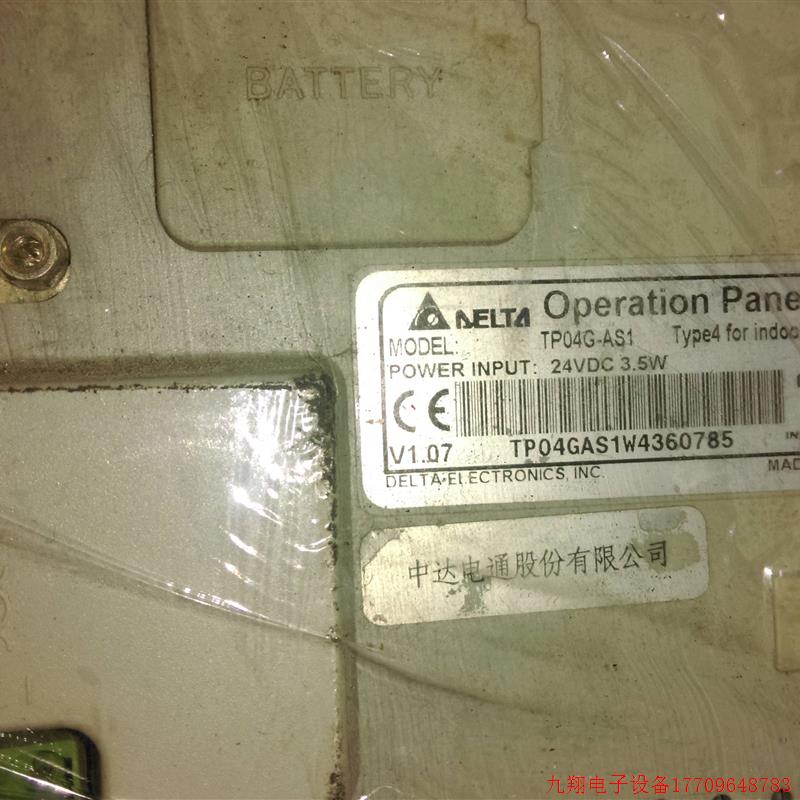 BATTERY
DELTA Operation Pane
MODEL: TP04G-AS1 Type4 for indoo
POWER INPUT: 24VDC 3.5W
CE
V1.07 TP04GAS1W4360785 IN
DELTA ELECTRONICS, INC. MAD
中达电通股份有限公司
九翔电子设备17709648783